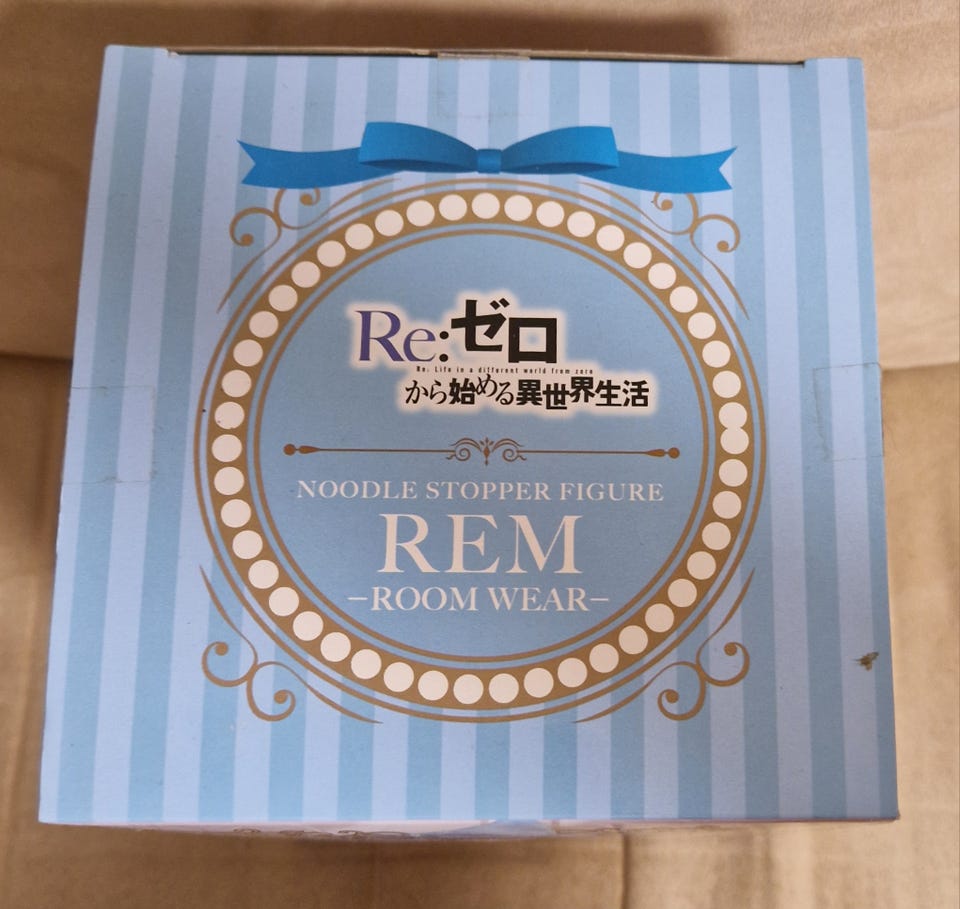 Re:ゼロ
Re: Life in a different world from zero
から始める異世界生活
NOODLE STOPPER FIGURE
REM
–ROOM WEAR–